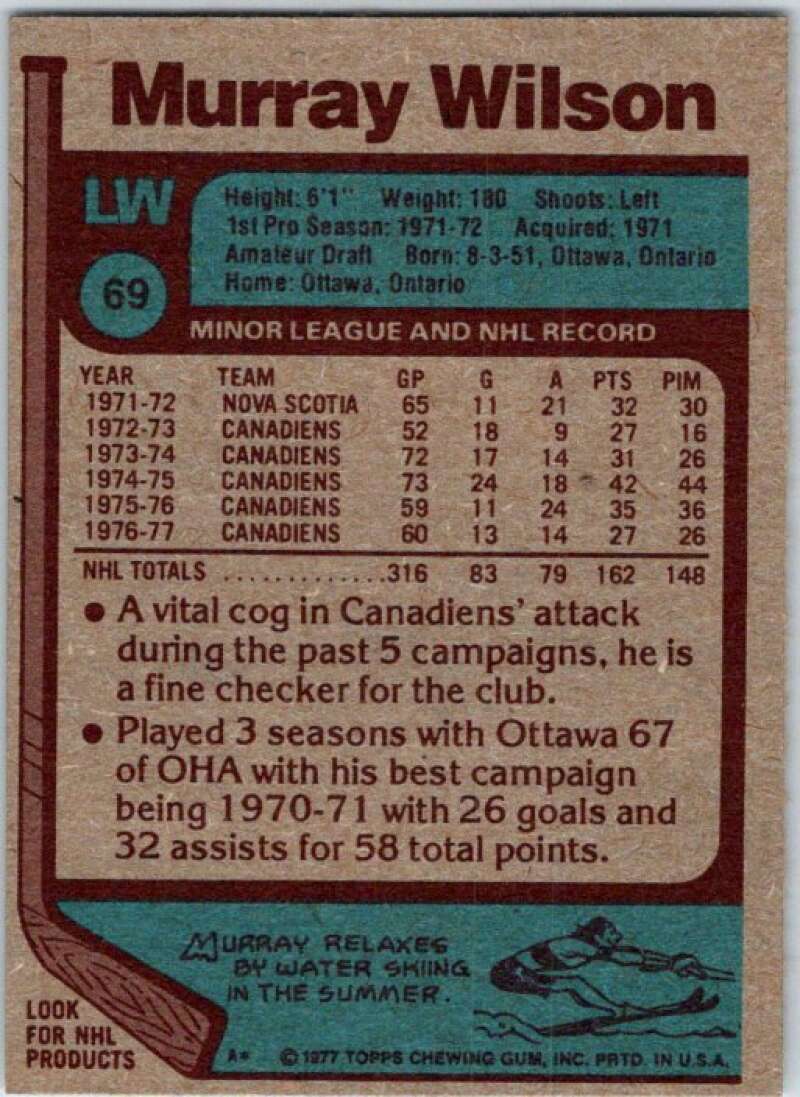 Murray Wilson
LW
Height: 6'1" Weight: 180 Shoots: Left
1st Pro Season: 1971-72 Acquired: 1971
Amateur Draft Born: 8-3-51, Ottawa, Ontario
Home: Ottawa, Ontario
69
MINOR LEAGUE AND NHL RECORD
YEAR TEAM GP G A PTS PIM
1971-72 NOVA SCOTIA 65 11 21 32 30
1972-73 CANADIENS 52 18 9 27 16
1973-74 CANADIENS 72 17 14 31 26
1974-75 CANADIENS 73 24 18 42 44
1975-76 CANADIENS 59 11 24 35 36
1976-77 CANADIENS 60 13 14 27 26
NHL TOTALS .............316 83 79 162 148
• A vital cog in Canadiens' attack
during the past 5 campaigns, he is
a fine checker for the club.
• Played 3 seasons with Ottawa 67
of OHA with his best campaign
being 1970-71 with 26 goals and
32 assists for 58 total points.
MURRAY RELAXES
BY WATER SKIING
IN THE SUMMER.
LOOK
FOR NHL
PRODUCTS
A* © 1977 TOPPS CHEWING GUM, INC. PRTD. IN U.S.A.